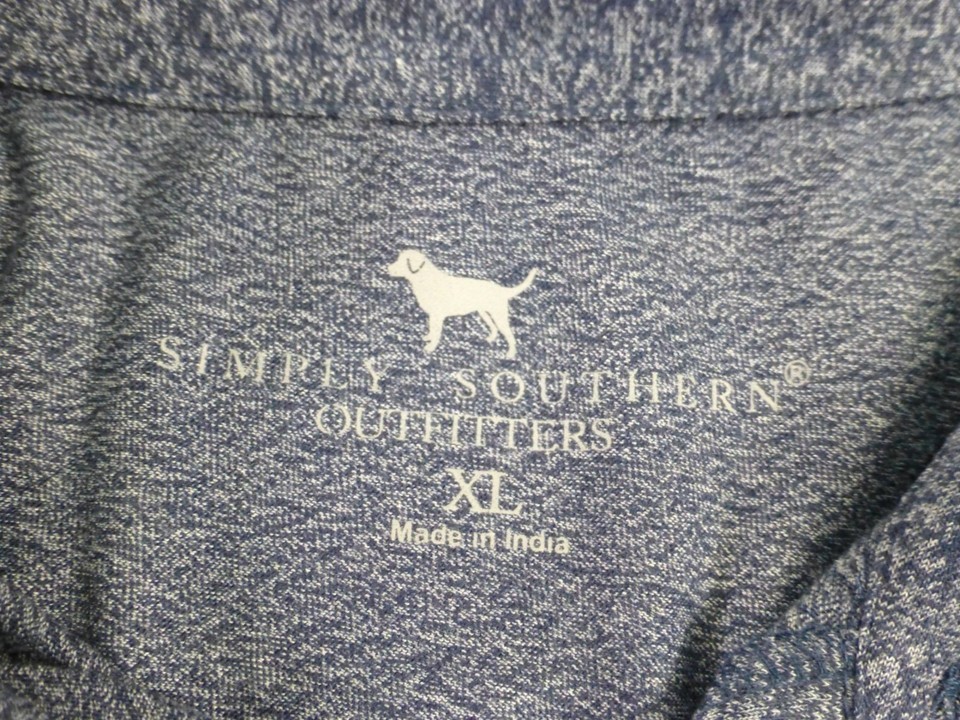 SIMPLY SOUTHERN®
OUTFITTERS
XL
Made in India